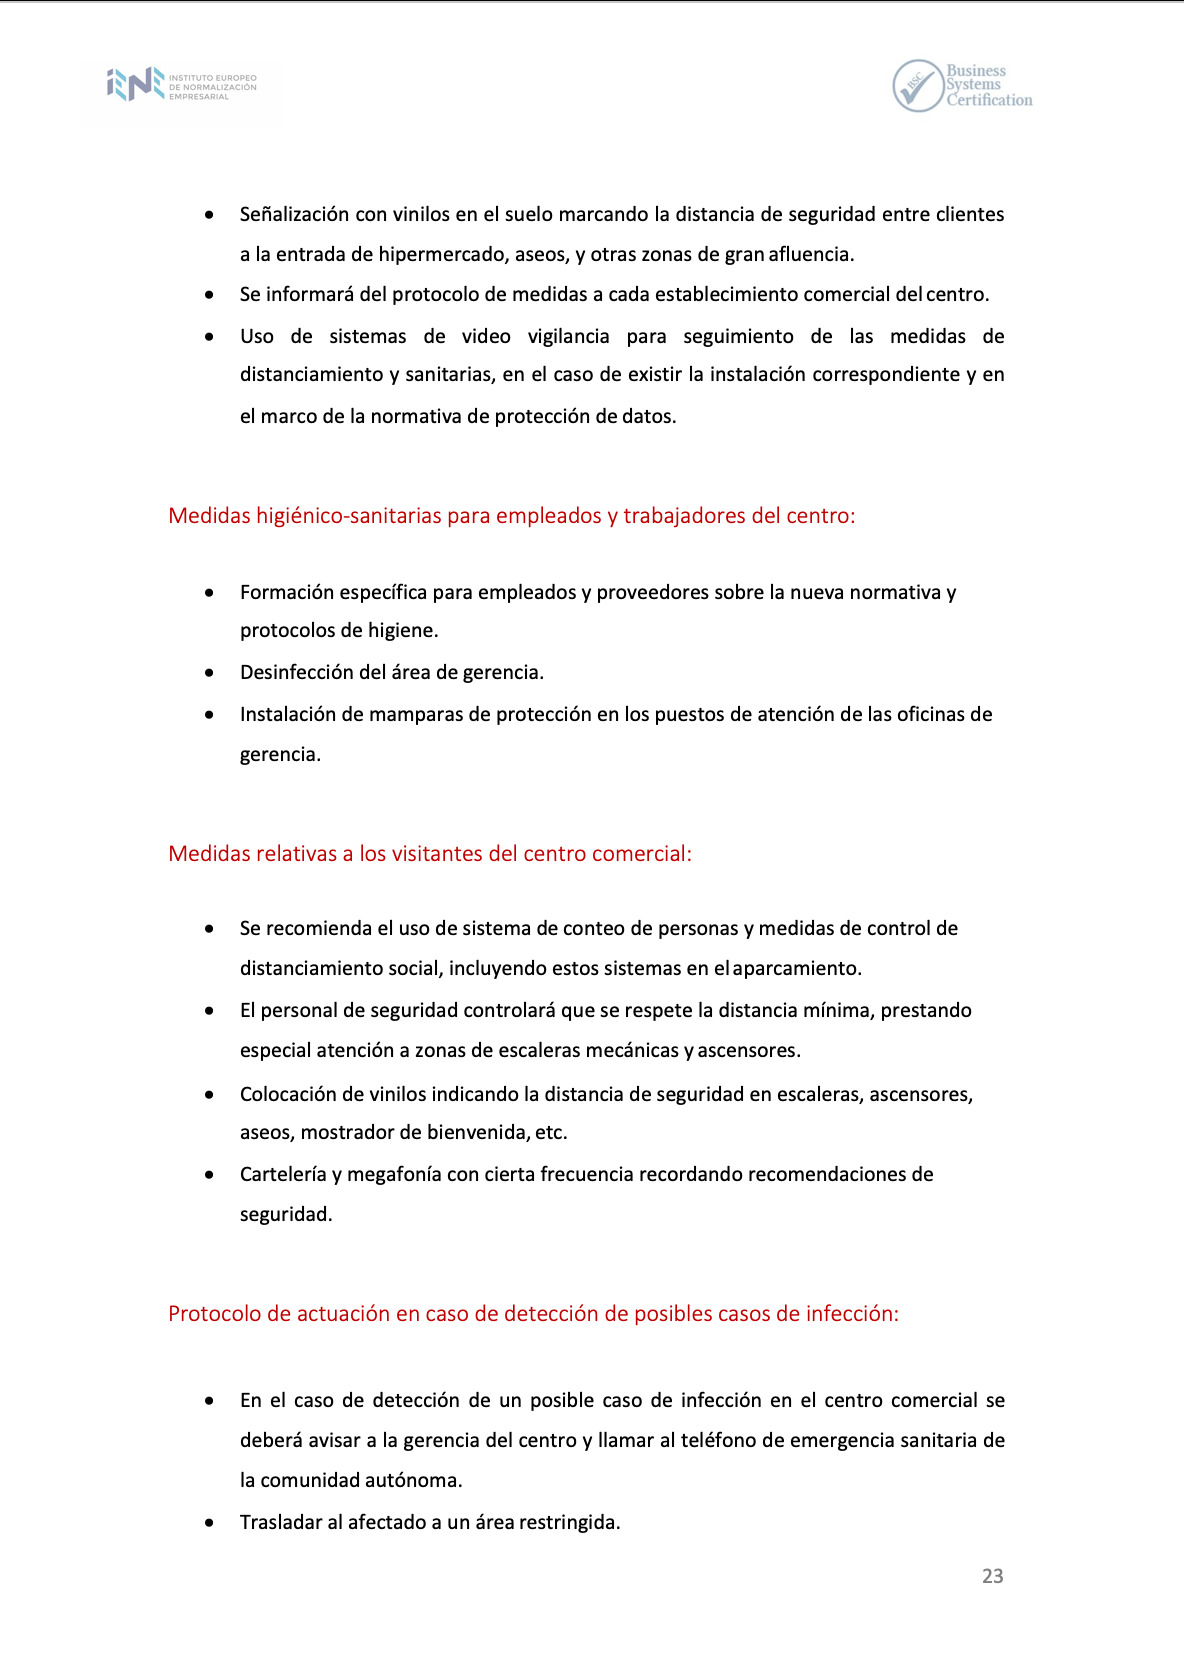 INSTITUTO EUROPEO
DE NORMALIZACIÓN
EMPRESARIAL
BSC
Business
Systems
Certification
• Señalización con vinilos en el suelo marcando la distancia de seguridad entre clientes
a la entrada de hipermercado, aseos, y otras zonas de gran afluencia.
• Se informará del protocolo de medidas a cada establecimiento comercial del centro.
• Uso de sistemas de video vigilancia para seguimiento de las medidas de
distanciamiento y sanitarias, en el caso de existir la instalación correspondiente y en
el marco de la normativa de protección de datos.
Medidas higiénico-sanitarias para empleados y trabajadores del centro:
• Formación específica para empleados y proveedores sobre la nueva normativa y
protocolos de higiene.
• Desinfección del área de gerencia.
• Instalación de mamparas de protección en los puestos de atención de las oficinas de
gerencia.
Medidas relativas a los visitantes del centro comercial:
• Se recomienda el uso de sistema de conteo de personas y medidas de control de
distanciamiento social, incluyendo estos sistemas en el aparcamiento.
• El personal de seguridad controlará que se respete la distancia mínima, prestando
especial atención a zonas de escaleras mecánicas y ascensores.
• Colocación de vinilos indicando la distancia de seguridad en escaleras, ascensores,
aseos, mostrador de bienvenida, etc.
• Cartelería y megafonía con cierta frecuencia recordando recomendaciones de
seguridad.
Protocolo de actuación en caso de detección de posibles casos de infección:
• En el caso de detección de un posible caso de infección en el centro comercial se
deberá avisar a la gerencia del centro y llamar al teléfono de emergencia sanitaria de
la comunidad autónoma.
• Trasladar al afectado a un área restringida.
23